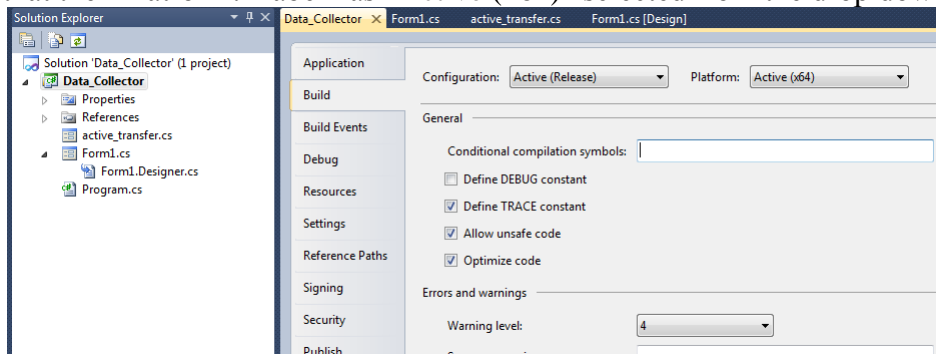 Solution Explorer
Data_Collector Form1.cs active_transfer.cs Form1.cs [Design]
Solution 'Data_Collector' (1 project)
Data_Collector
Properties
References
active_transfer.cs
Form1.cs
Form1.Designer.cs
Program.cs
Application
Build
Build Events
Debug
Resources
Settings
Reference Paths
Signing
Security
Publish
Configuration: Active (Release) Platform: Active (x64)
General
Conditional compilation symbols:
Define DEBUG constant
Define TRACE constant
Allow unsafe code
Optimize code
Errors and warnings
Warning level: 4